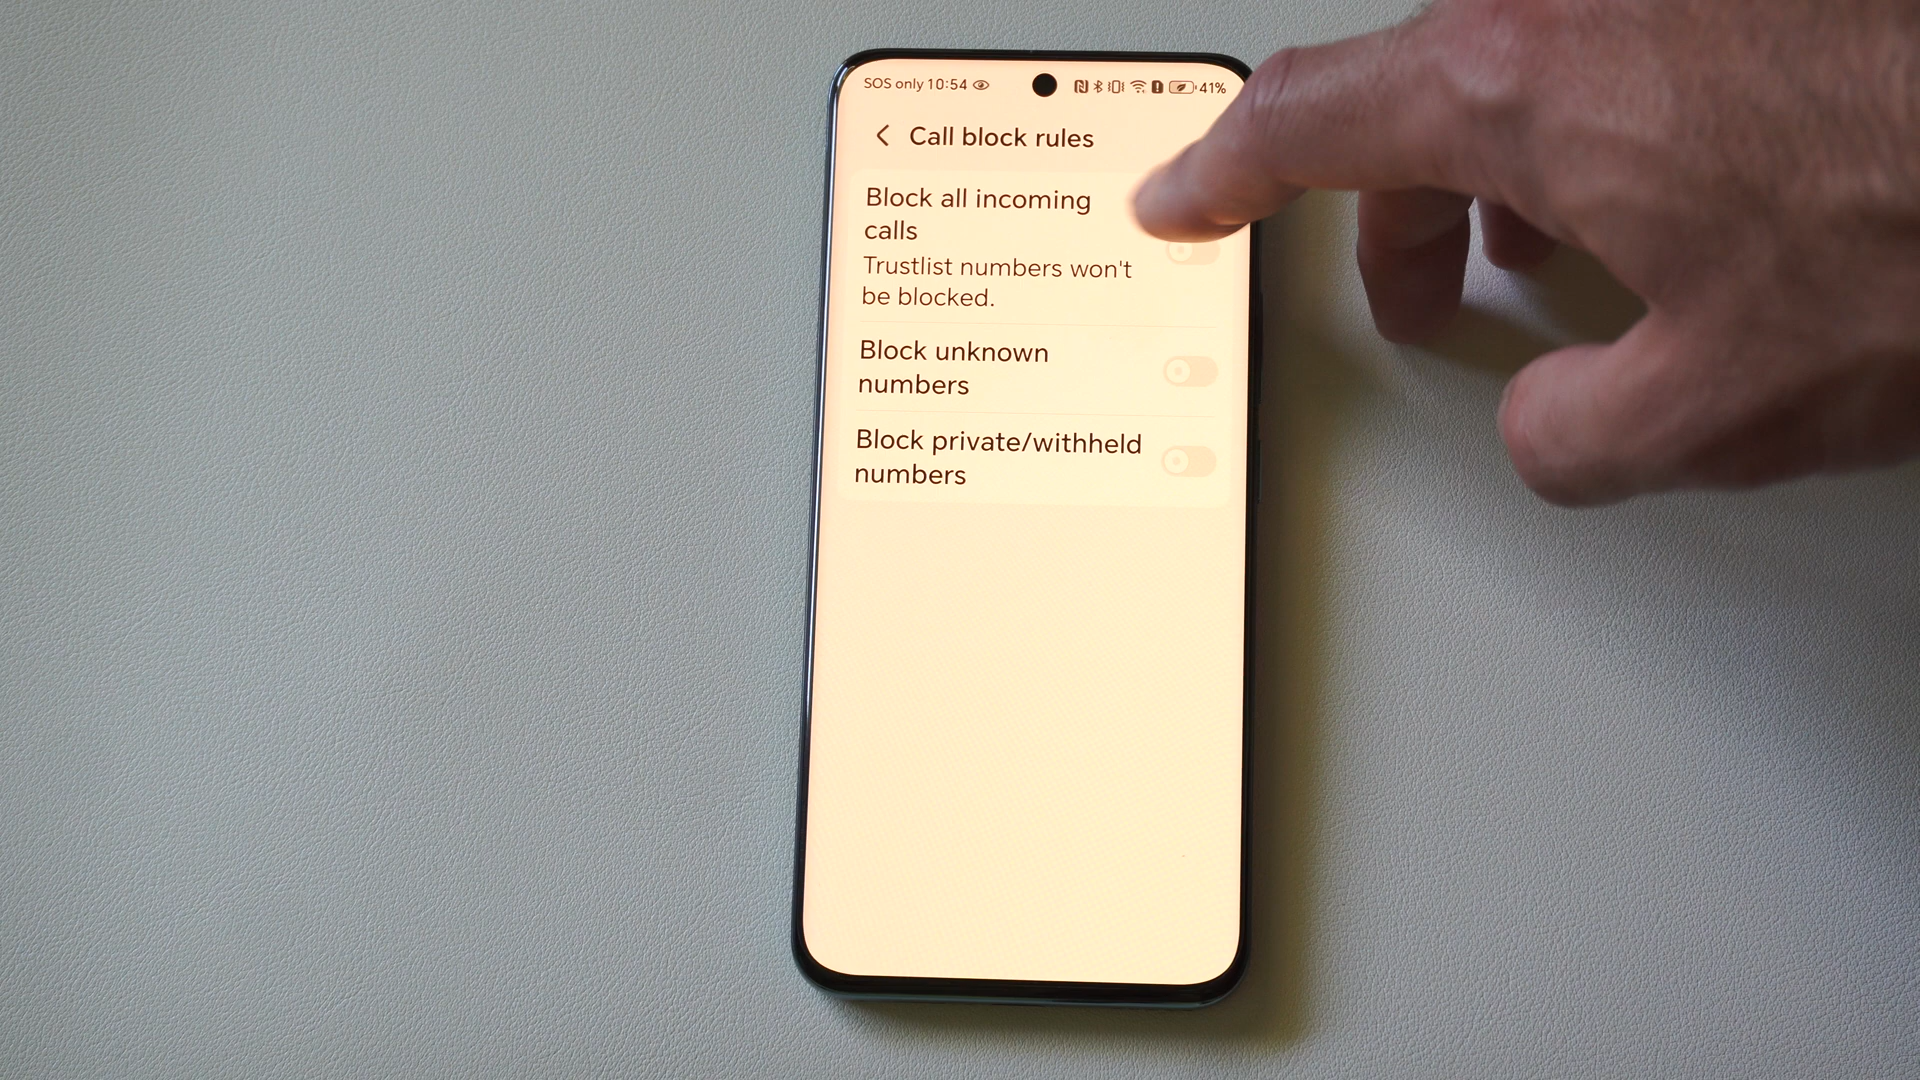 SOS only 10:54 41%
Call block rules
Block all incoming
calls
Trustlist numbers won't
be blocked.
Block unknown
numbers
Block private/withheld
numbers